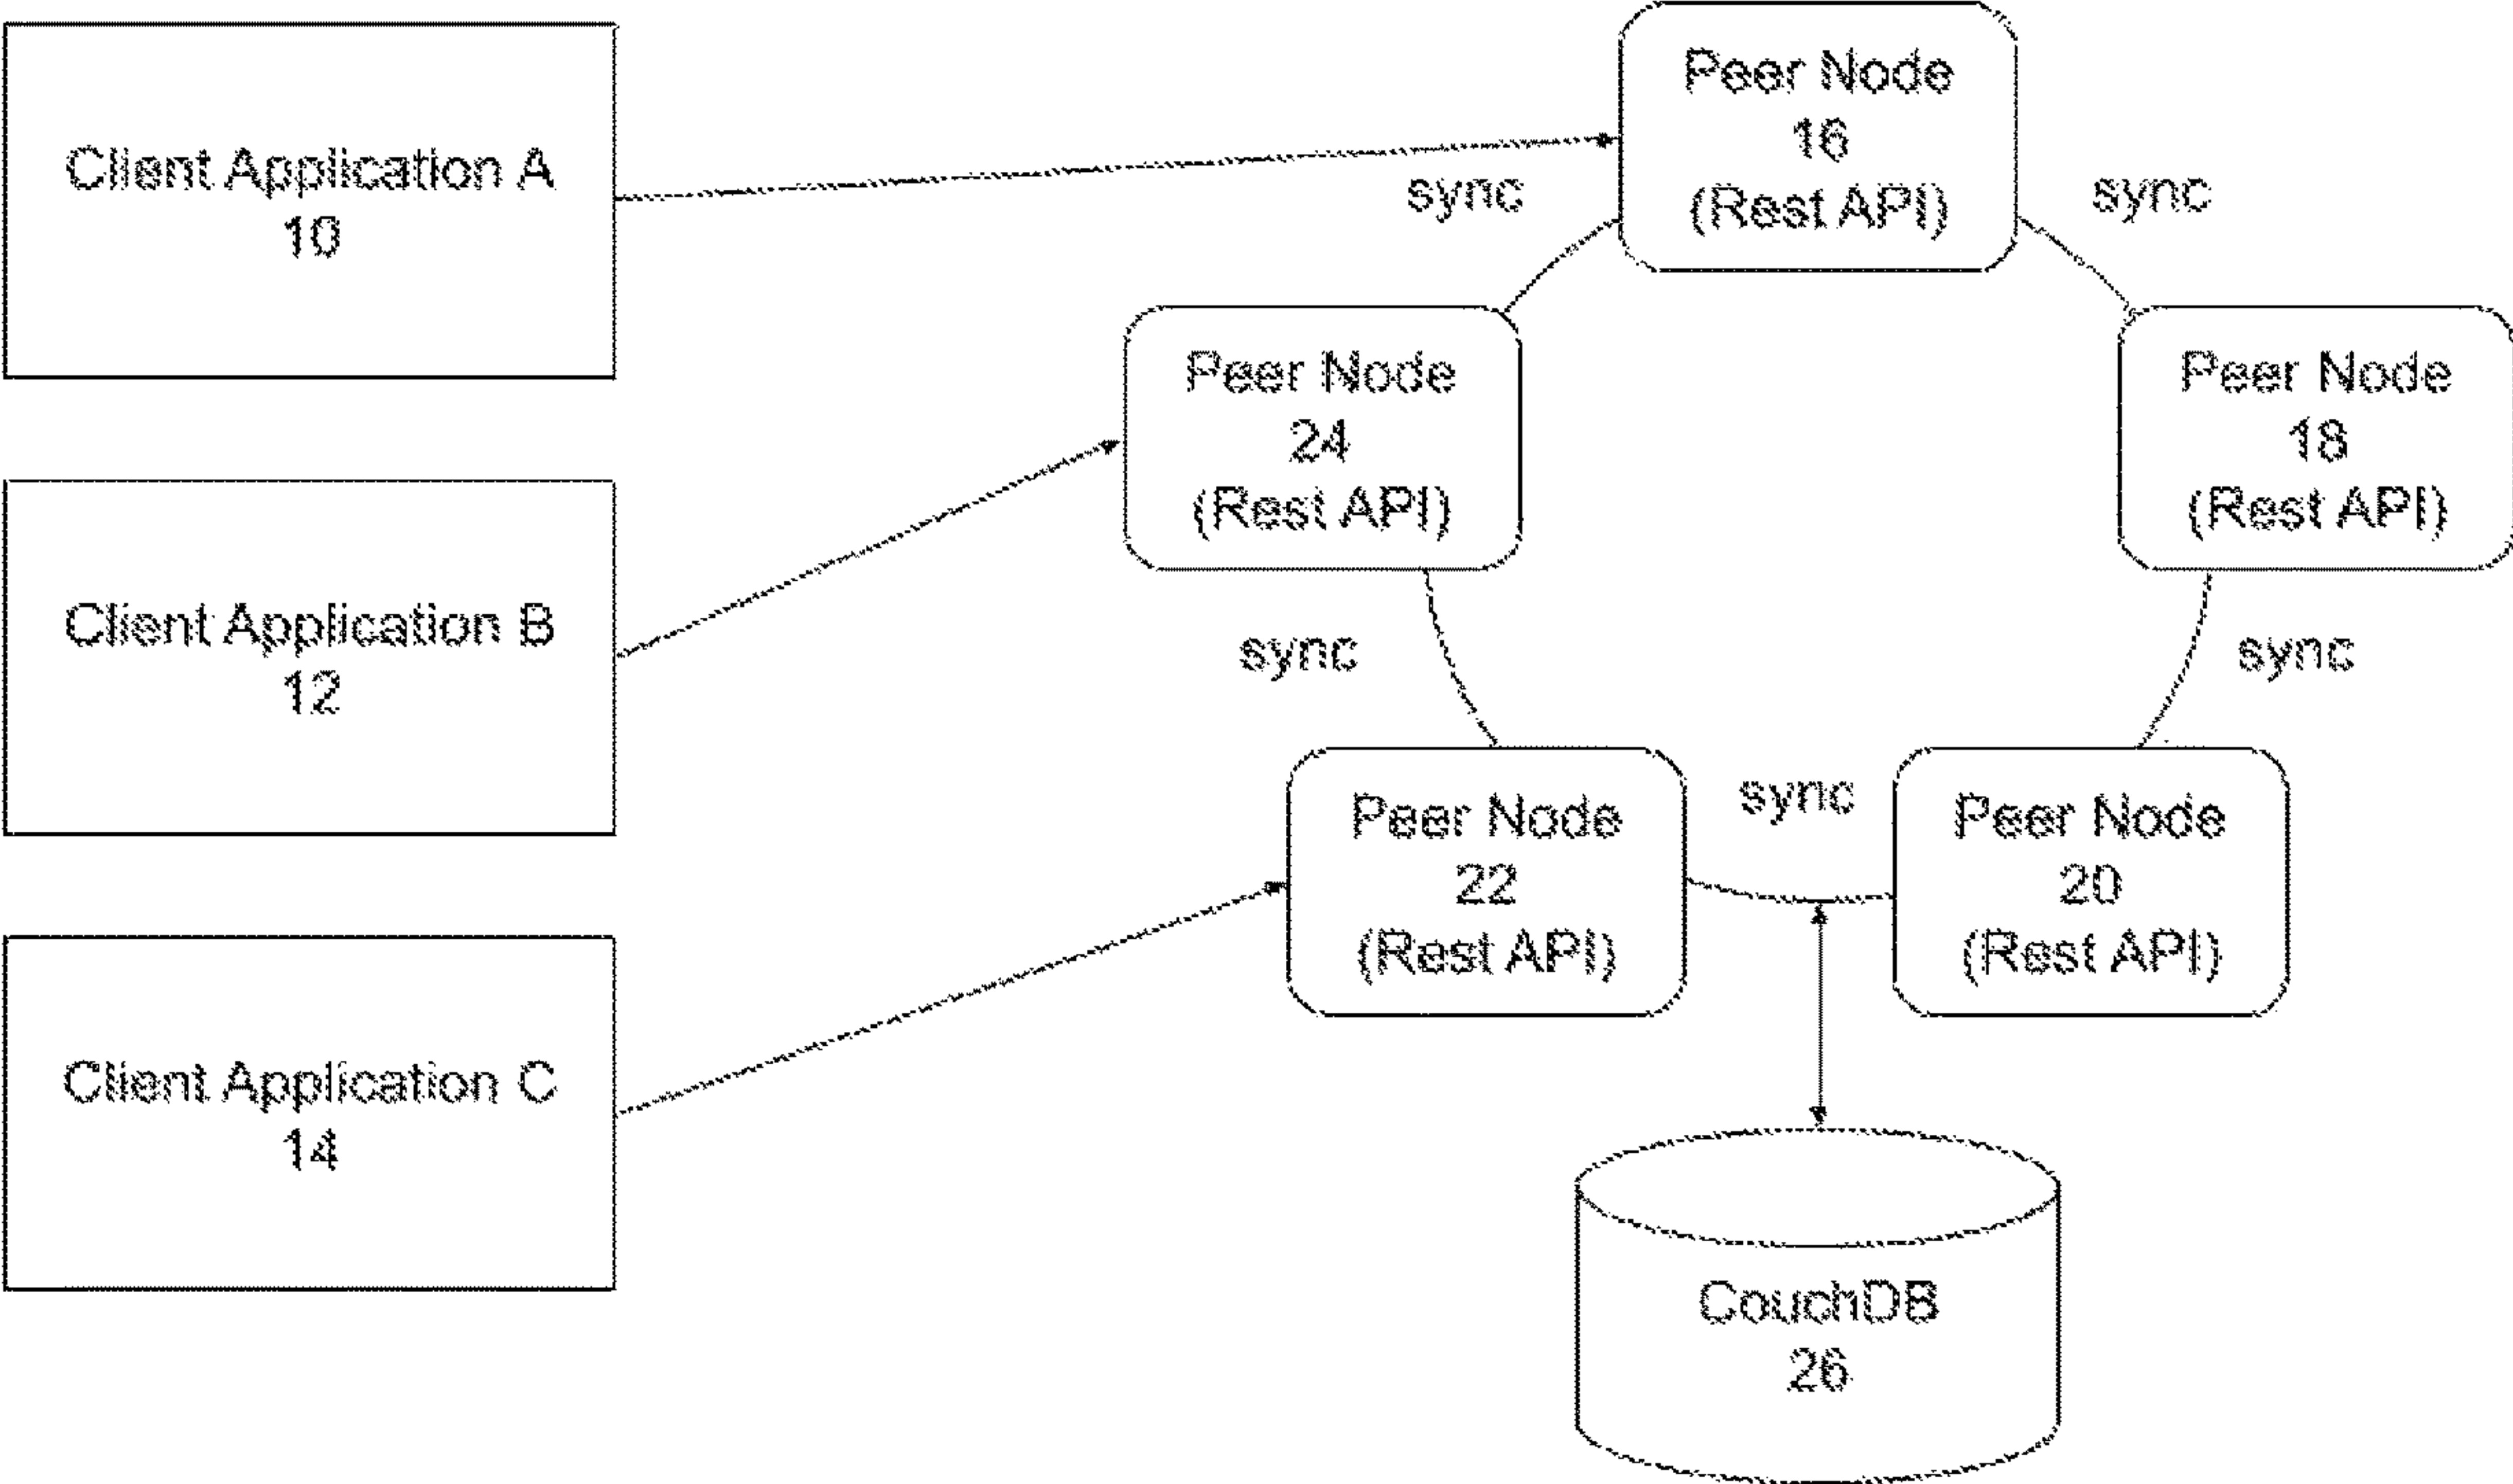 Client Application A
10
Client Application B
12
Client Application C
14
Peer Node
16
(Rest API)
sync
sync
Peer Node
24
(Rest API)
Peer Node
18
(Rest API)
sync
sync
Peer Node
22
(Rest API)
sync
Peer Node
20
(Rest API)
CouchDB
26